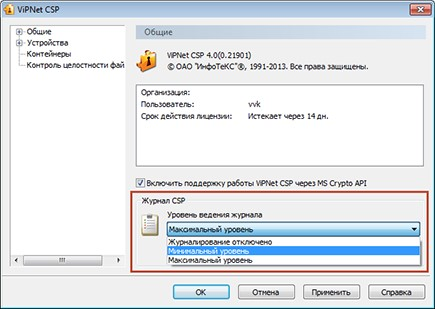 ViPNet CSP
Общие
Устройства
Контейнеры
Контроль целостности фай
Общие
ViPNet CSP 4.0(0.21901)
© ОАО "ИнфоТеКС"®, 1991-2013. Все права защищены.
Организация:
Пользователь: vvk
Срок действия лицензии: Истекает через 14 дн.
Включить поддержку работы ViPNet CSP через MS Crypto API
Журнал CSP
Уровень ведения журнала
Максимальный уровень
Журналирование отключено
Минимальный уровень
Максимальный уровень
ОК Отмена Применить Справка